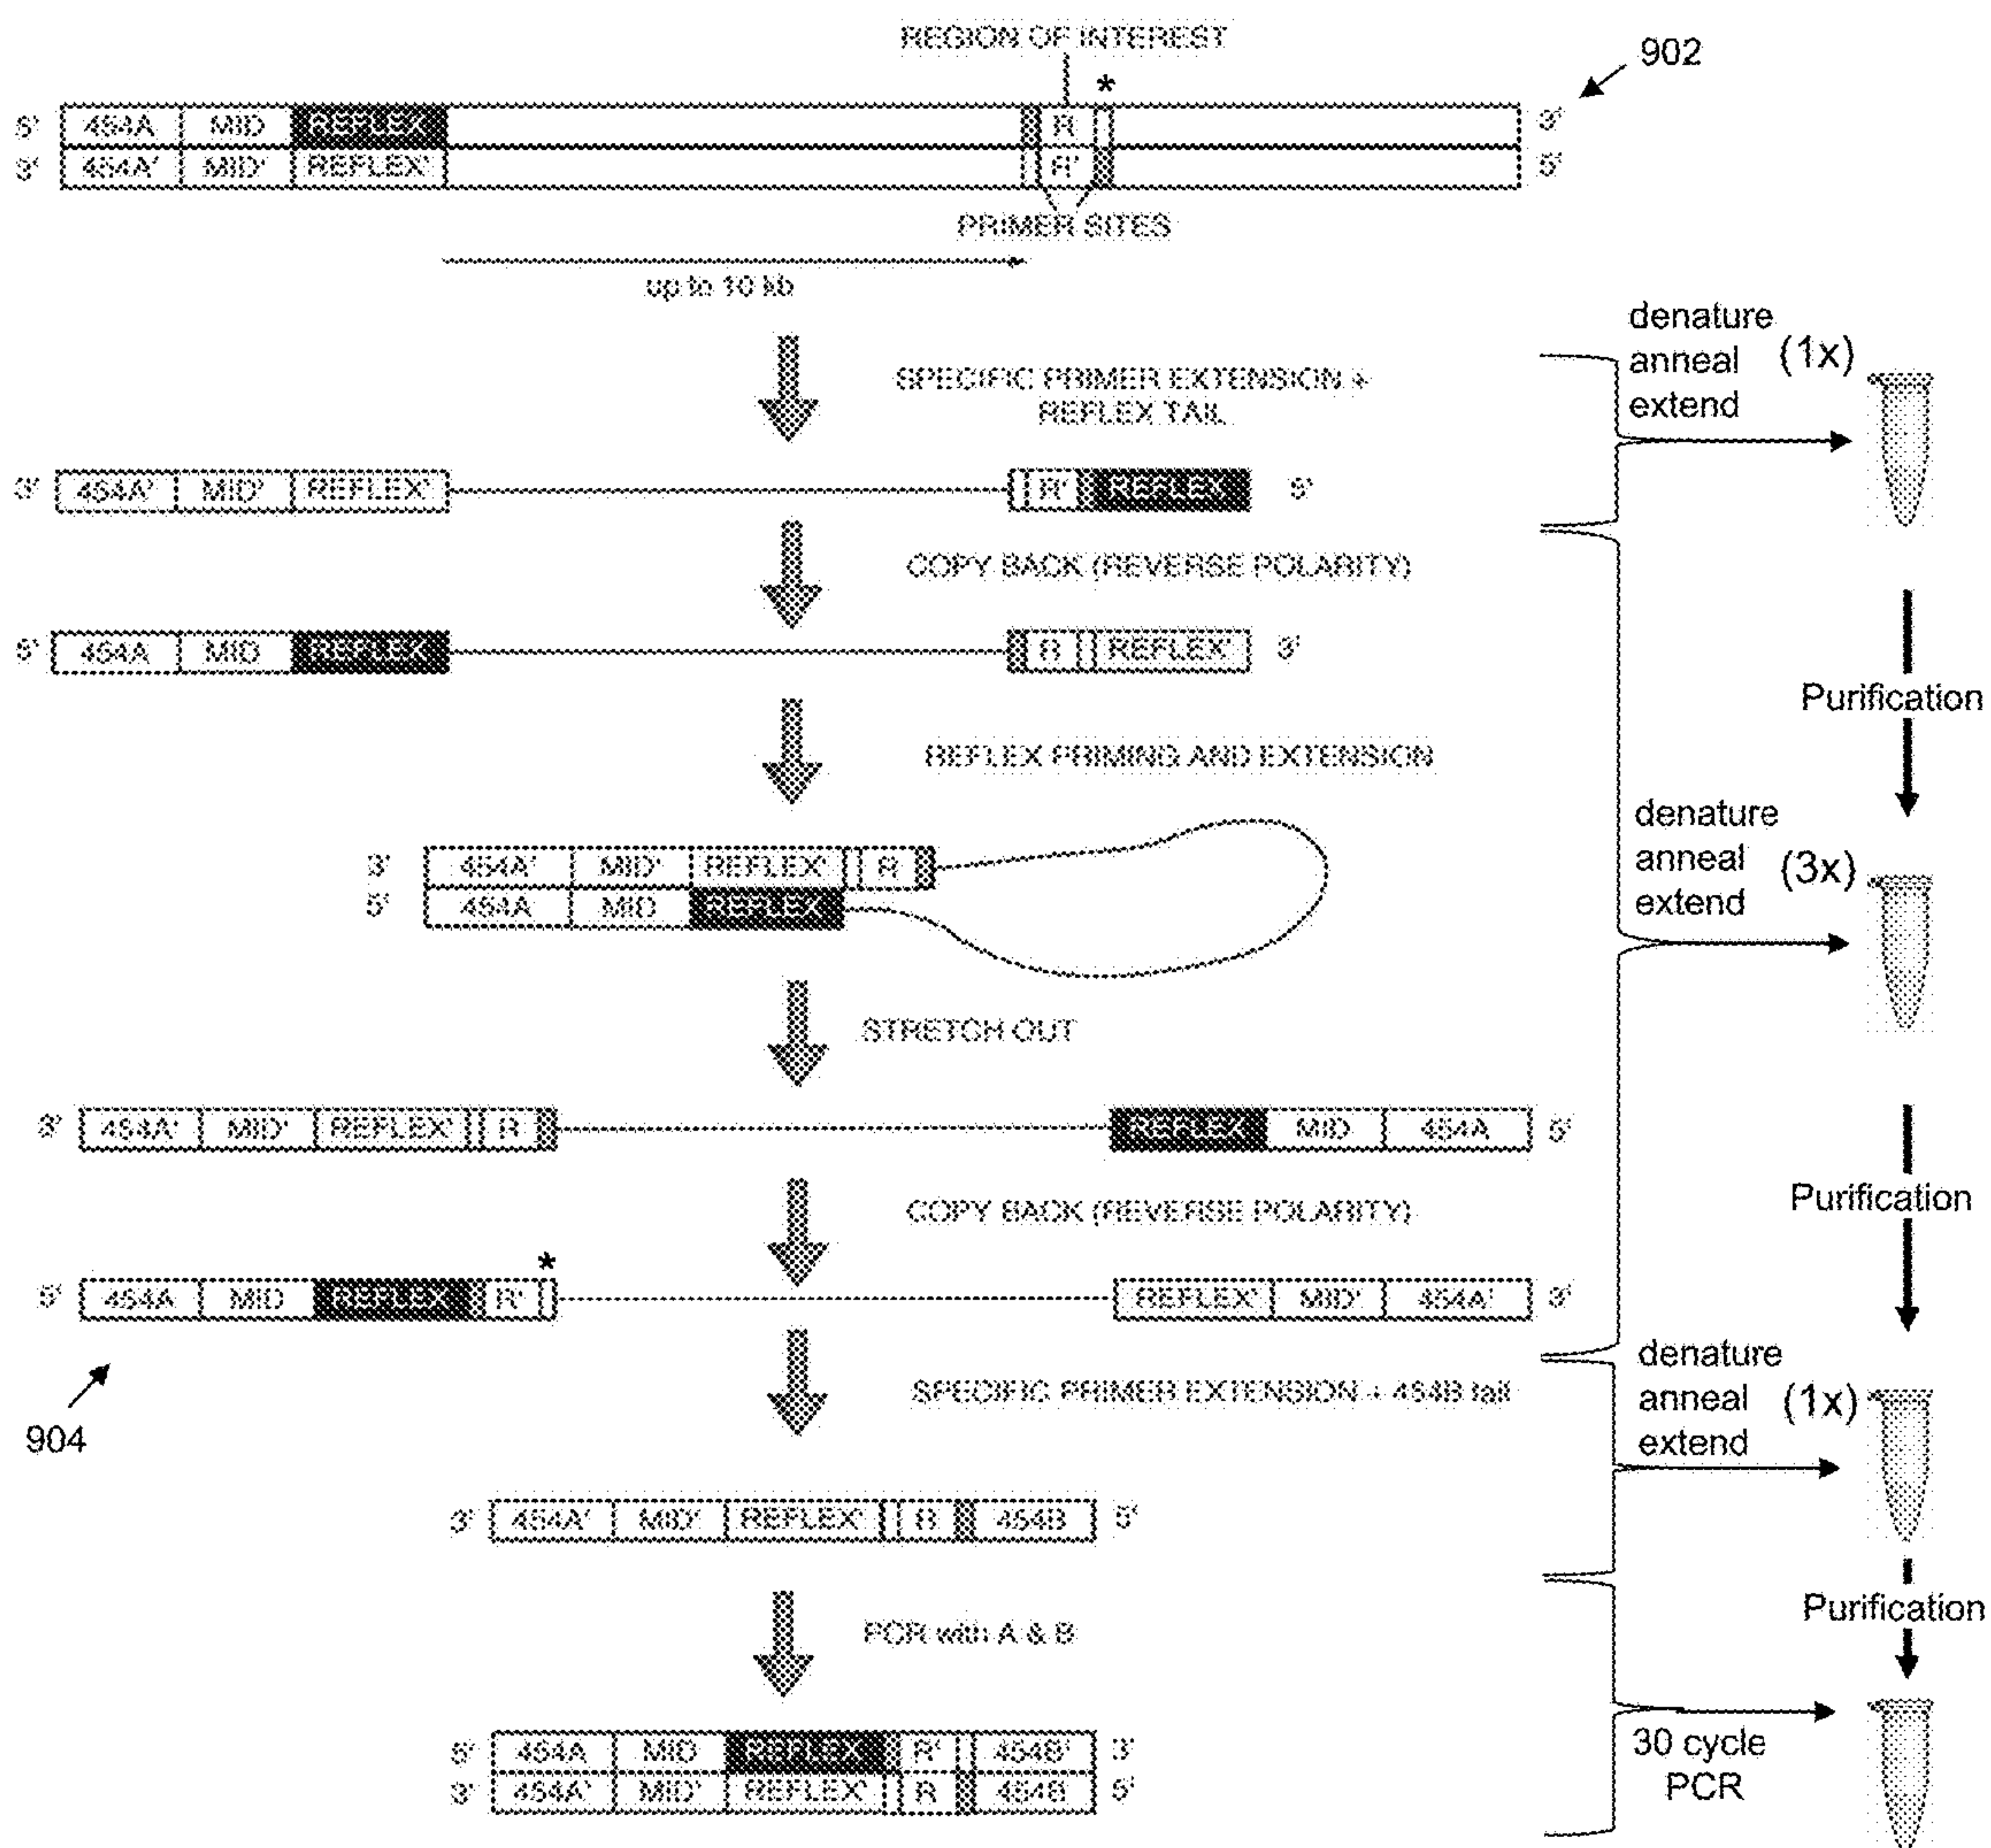 REGION OF INTEREST
902
*
5' 454A MID REFLEX R 3'
3' 454A' MID' REFLEX' R' 5'
PRIMER SITES
up to 10 kb
denature
anneal (1x)
extend
SPECIFIC PRIMER EXTENSION +
REFLEX TAIL
3' 454A' MID' REFLEX' R' REFLEX 5'
COPY BACK (REVERSE POLARITY)
5' 454A MID REFLEX R REFLEX' 3'
Purification
REFLEX PRIMING AND EXTENSION
denature
anneal (3x)
extend
3' 454A' MID' REFLEX' R
5' 454A MID REFLEX
STRETCH OUT
3' 454A' MID' REFLEX' R REFLEX MID 454A 5'
Purification
COPY BACK (REVERSE POLARITY)
*
5' 454A MID REFLEX R' REFLEX' MID' 454A' 3'
904
SPECIFIC PRIMER EXTENSION + 454B tail
denature
anneal (1x)
extend
3' 454A' MID' REFLEX' R 454B 5'
Purification
PCR with A & B
5' 454A MID REFLEX R' 454B' 3'
3' 454A' MID' REFLEX' R 454B 5'
30 cycle
PCR